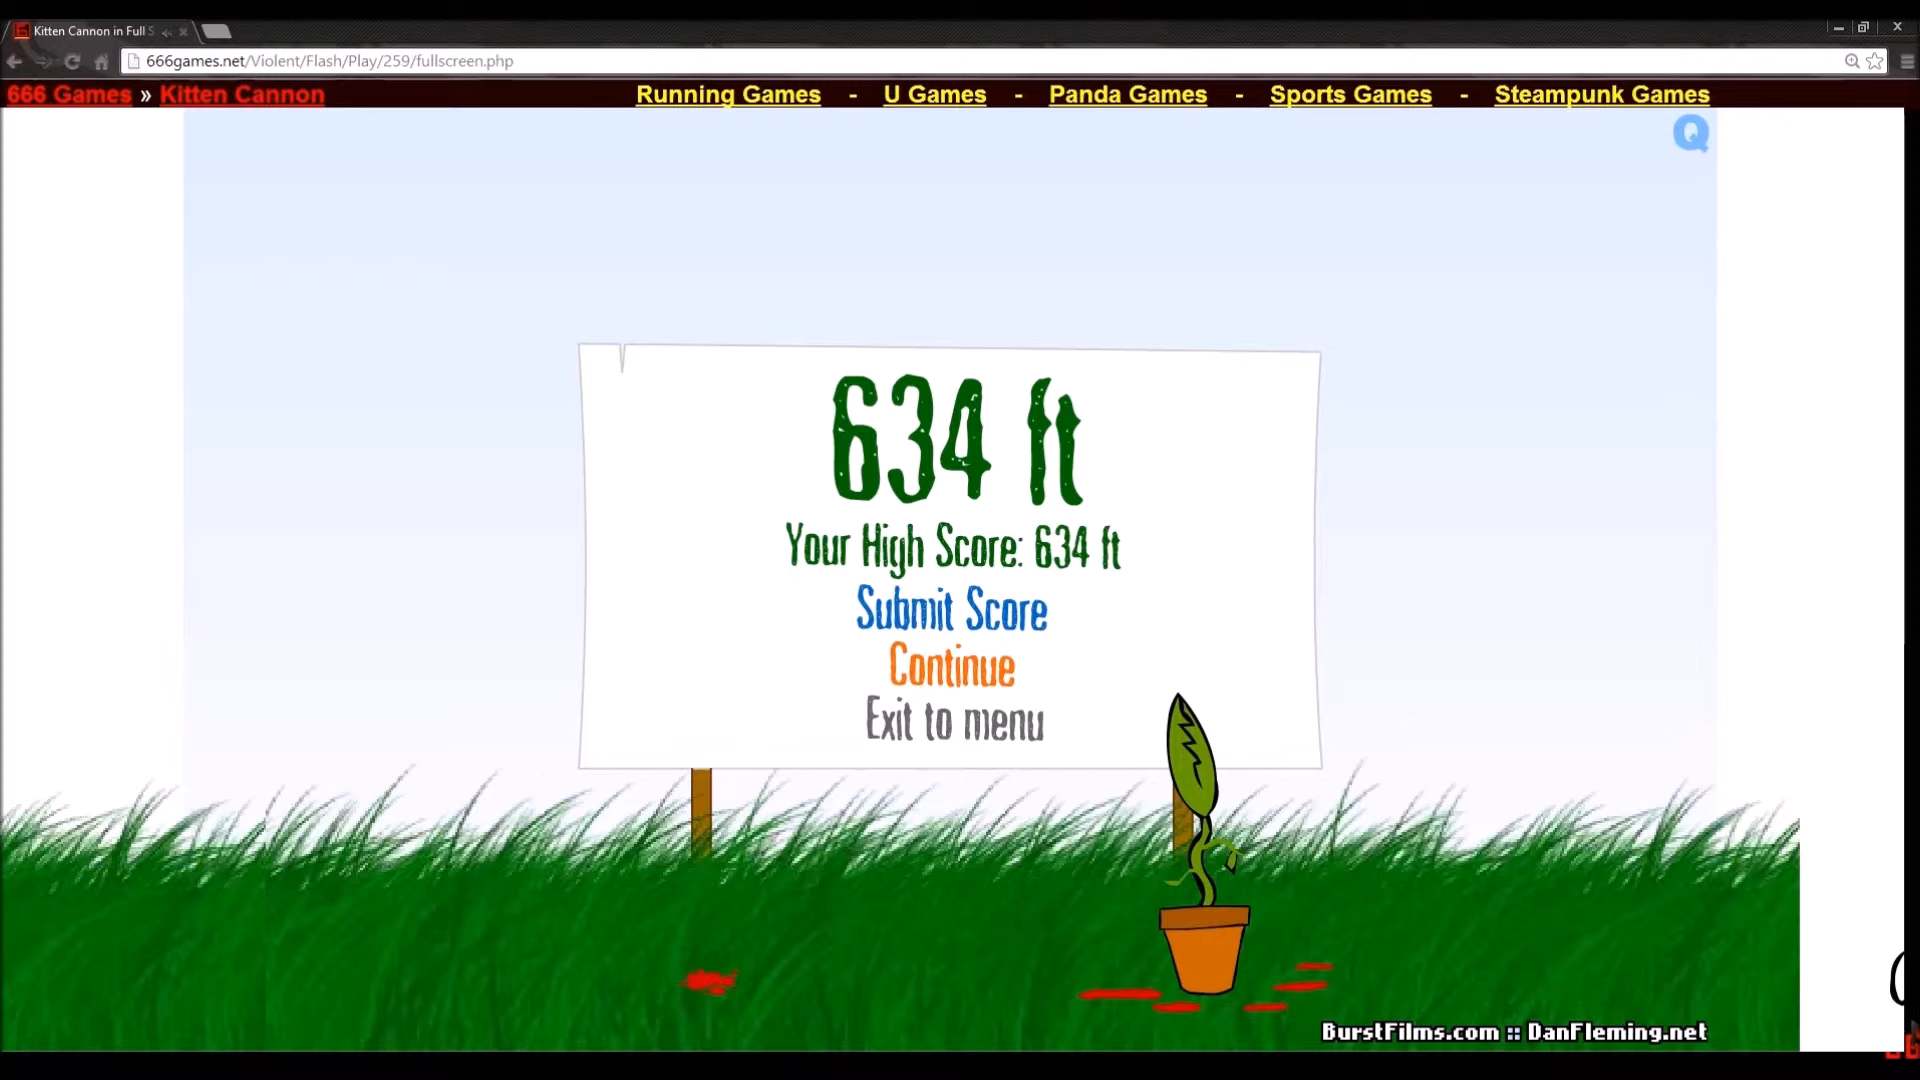 Kitten Cannon in Full S
666games.net/Violent/Flash/Play/259/fullscreen.php
666 Games » Kitten Cannon
Running Games - U Games - Panda Games - Sports Games - Steampunk Games
Q
634 ft
Your High Score: 634 ft
Submit Score
Continue
Exit to menu
BurstFilms.com :: DanFleming.net